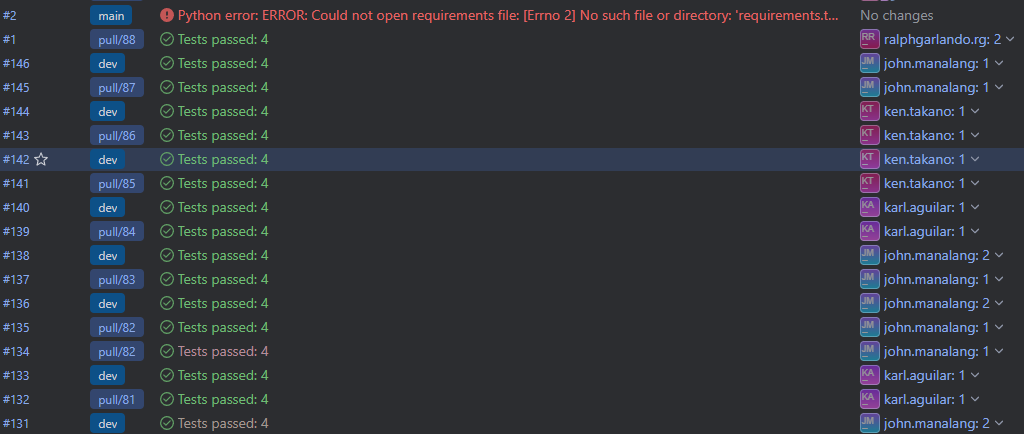 #2 main Python error: ERROR: Could not open requirements file: [Errno 2] No such file or directory: 'requirements.t... No changes
#1 pull/88 Tests passed: 4 RR ralphgarlando.rg: 2
#146 dev Tests passed: 4 JM john.manalang: 1
#145 pull/87 Tests passed: 4 JM john.manalang: 1
#144 dev Tests passed: 4 KT ken.takano: 1
#143 pull/86 Tests passed: 4 KT ken.takano: 1
#142 dev Tests passed: 4 KT ken.takano: 1
#141 pull/85 Tests passed: 4 KT ken.takano: 1
#140 dev Tests passed: 4 KA karl.aguilar: 1
#139 pull/84 Tests passed: 4 KA karl.aguilar: 1
#138 dev Tests passed: 4 JM john.manalang: 2
#137 pull/83 Tests passed: 4 JM john.manalang: 1
#136 dev Tests passed: 4 JM john.manalang: 2
#135 pull/82 Tests passed: 4 JM john.manalang: 1
#134 pull/82 Tests passed: 4 JM john.manalang: 1
#133 dev Tests passed: 4 KA karl.aguilar: 1
#132 pull/81 Tests passed: 4 KA karl.aguilar: 1
#131 dev Tests passed: 4 JM john.manalang: 2